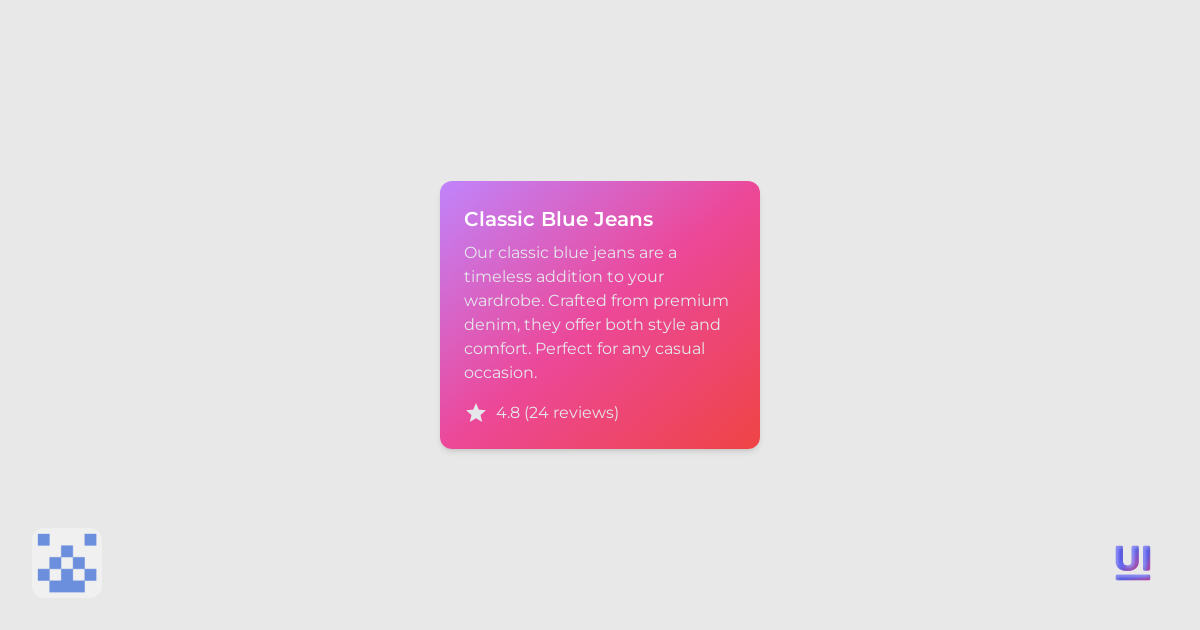 Classic Blue Jeans
Our classic blue jeans are a
timeless addition to your
wardrobe. Crafted from premium
denim, they offer both style and
comfort. Perfect for any casual
occasion.
4.8 (24 reviews)
UI